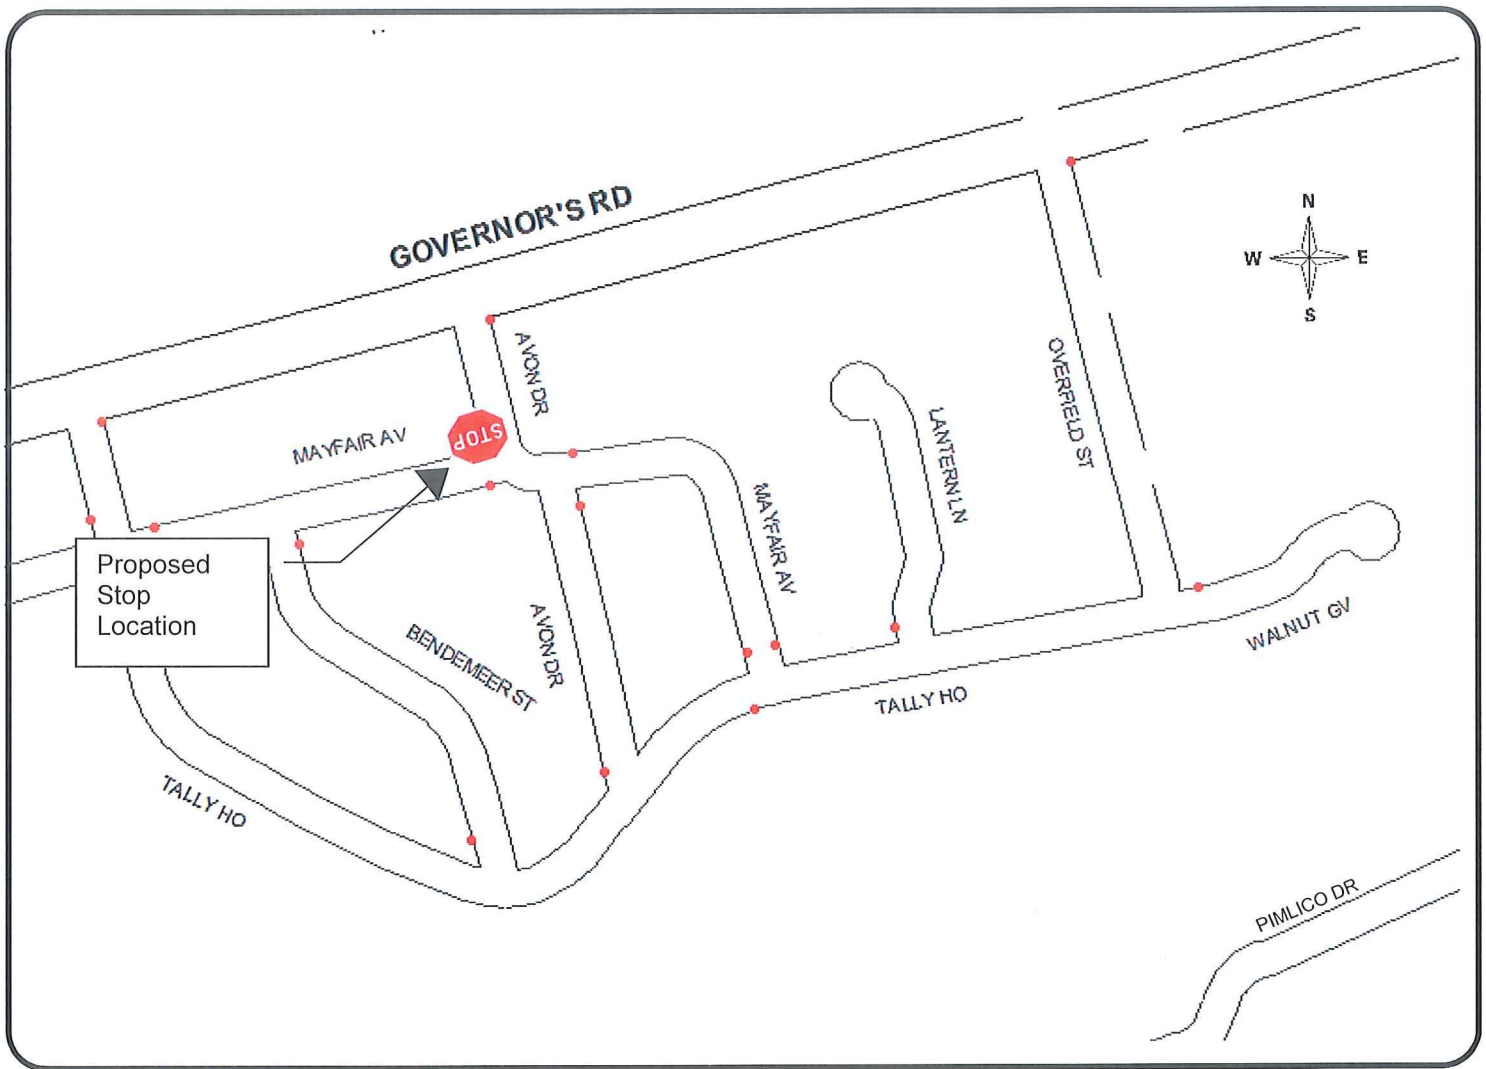 GOVERNOR'S RD
N
W E
S
AVON DR
MAYFAIR AV
STOP
OVERFIELD ST
LANTERN LN
MAYFAIR AV
Proposed
Stop
Location
BENDEMEER ST
AVON DR
WALNUT GV
TALLY HO
TALLY HO
PIMLICO DR